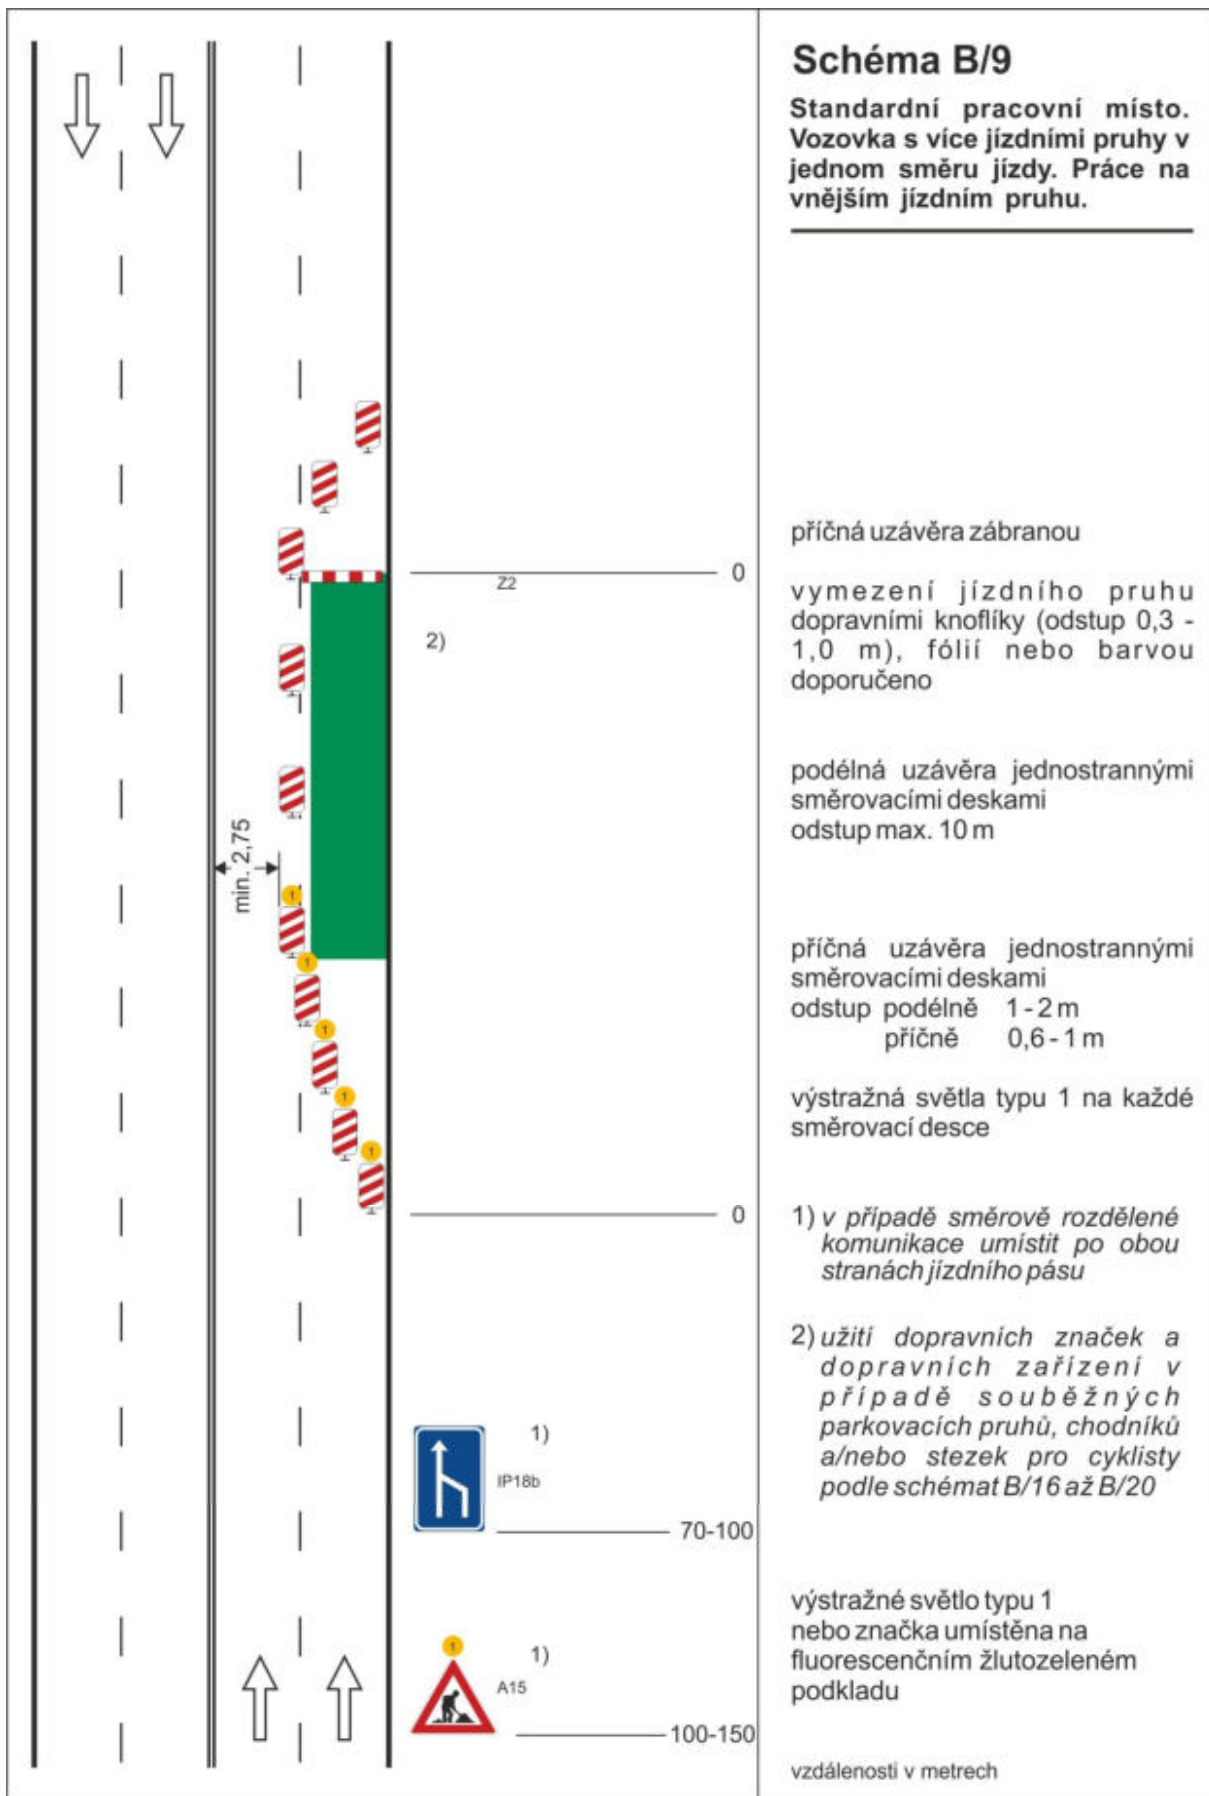 Schéma B/9
Standardní pracovní místo.
Vozovka s více jízdními pruhy v
jednom směru jízdy. Práce na
vnějším jízdním pruhu.
příčná uzávěra zábranou
0
Z2
vymezení jízdního pruhu
dopravními knoflíky (odstup 0,3 -
1,0 m), fólií nebo barvou
doporučeno
2)
podélná uzávěra jednostrannými
směrovacími deskami
odstup max. 10 m
min. 2,75
1
příčná uzávěra jednostrannými
směrovacími deskami
odstup podélně 1 - 2 m
příčně 0,6 - 1 m
1
1
1
1
výstražná světla typu 1 na každé
směrovací desce
0
1) v případě směrově rozdělené
komunikace umístit po obou
stranách jízdního pásu
2) užití dopravních značek a
dopravních zařízení v
případě souběžných
parkovacích pruhů, chodníků
a/nebo stezek pro cyklisty
podle schémat B/16 až B/20
1)
IP18b
70-100
výstražné světlo typu 1
nebo značka umístěna na
fluorescenčním žlutozeleném
podkladu
1
1)
A15
100-150
vzdálenosti v metrech